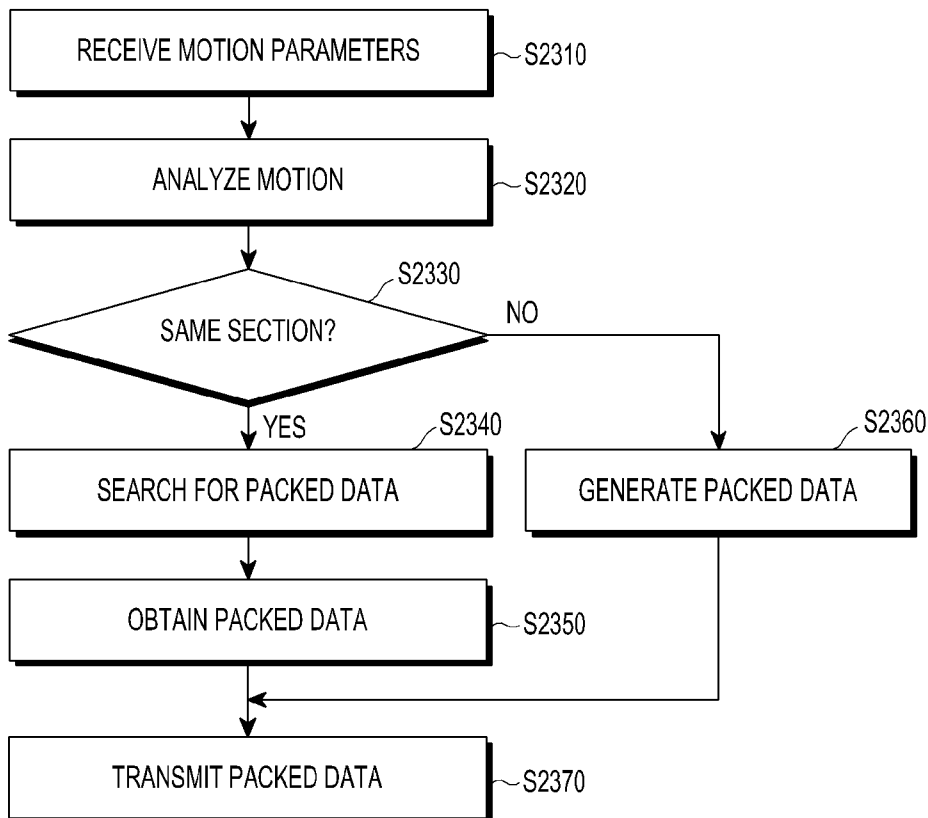 RECEIVE MOTION PARAMETERS
S2310
ANALYZE MOTION
S2320
S2330
SAME SECTION?
NO
YES
S2340
S2360
SEARCH FOR PACKED DATA
GENERATE PACKED DATA
OBTAIN PACKED DATA
S2350
TRANSMIT PACKED DATA
S2370